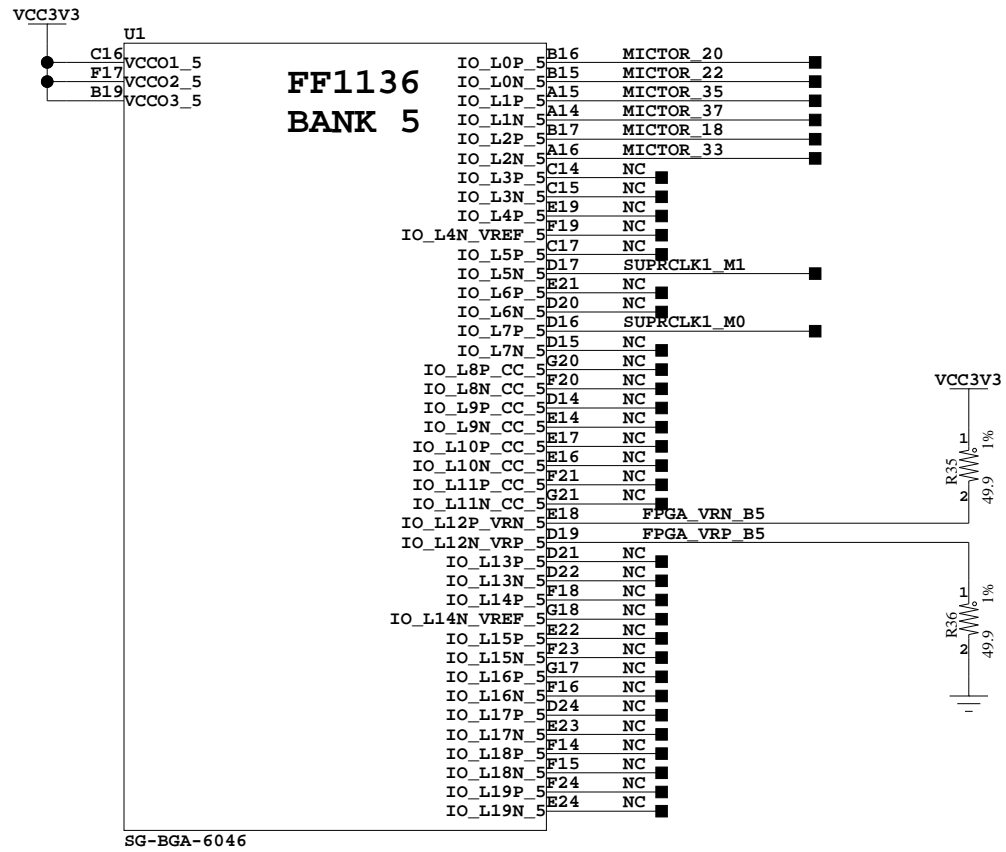 VCC3V3
U1
C16 VCCO1_5
F17 VCCO2_5
B19 VCCO3_5
FF1136
BANK 5
IO_L0P_5 B16 MICTOR_20
IO_L0N_5 B15 MICTOR_22
IO_L1P_5 A15 MICTOR_35
IO_L1N_5 A14 MICTOR_37
IO_L2P_5 B17 MICTOR_18
IO_L2N_5 A16 MICTOR_33
IO_L3P_5 C14 NC
IO_L3N_5 C15 NC
IO_L4P_5 E19 NC
IO_L4N_VREF_5 F19 NC
IO_L5P_5 C17 NC
IO_L5N_5 D17 SUPRCLK1_M1
IO_L6P_5 E21 NC
IO_L6N_5 D20 NC
IO_L7P_5 D16 SUPRCLK1_M0
IO_L7N_5 D15 NC
IO_L8P_CC_5 G20 NC
IO_L8N_CC_5 F20 NC
IO_L9P_CC_5 D14 NC
IO_L9N_CC_5 E14 NC
IO_L10P_CC_5 E17 NC
IO_L10N_CC_5 E16 NC
IO_L11P_CC_5 F21 NC
IO_L11N_CC_5 G21 NC
IO_L12P_VRN_5 E18 FPGA_VRN_B5
IO_L12N_VRP_5 D19 FPGA_VRP_B5
IO_L13P_5 D21 NC
IO_L13N_5 D22 NC
IO_L14P_5 F18 NC
IO_L14N_VREF_5 G18 NC
IO_L15P_5 E22 NC
IO_L15N_5 F23 NC
IO_L16P_5 G17 NC
IO_L16N_5 F16 NC
IO_L17P_5 D24 NC
IO_L17N_5 E23 NC
IO_L18P_5 F14 NC
IO_L18N_5 F15 NC
IO_L19P_5 F24 NC
IO_L19N_5 E24 NC
SG-BGA-6046
VCC3V3
1 1%
R35
2 49.9
1 1%
R36
2 49.9